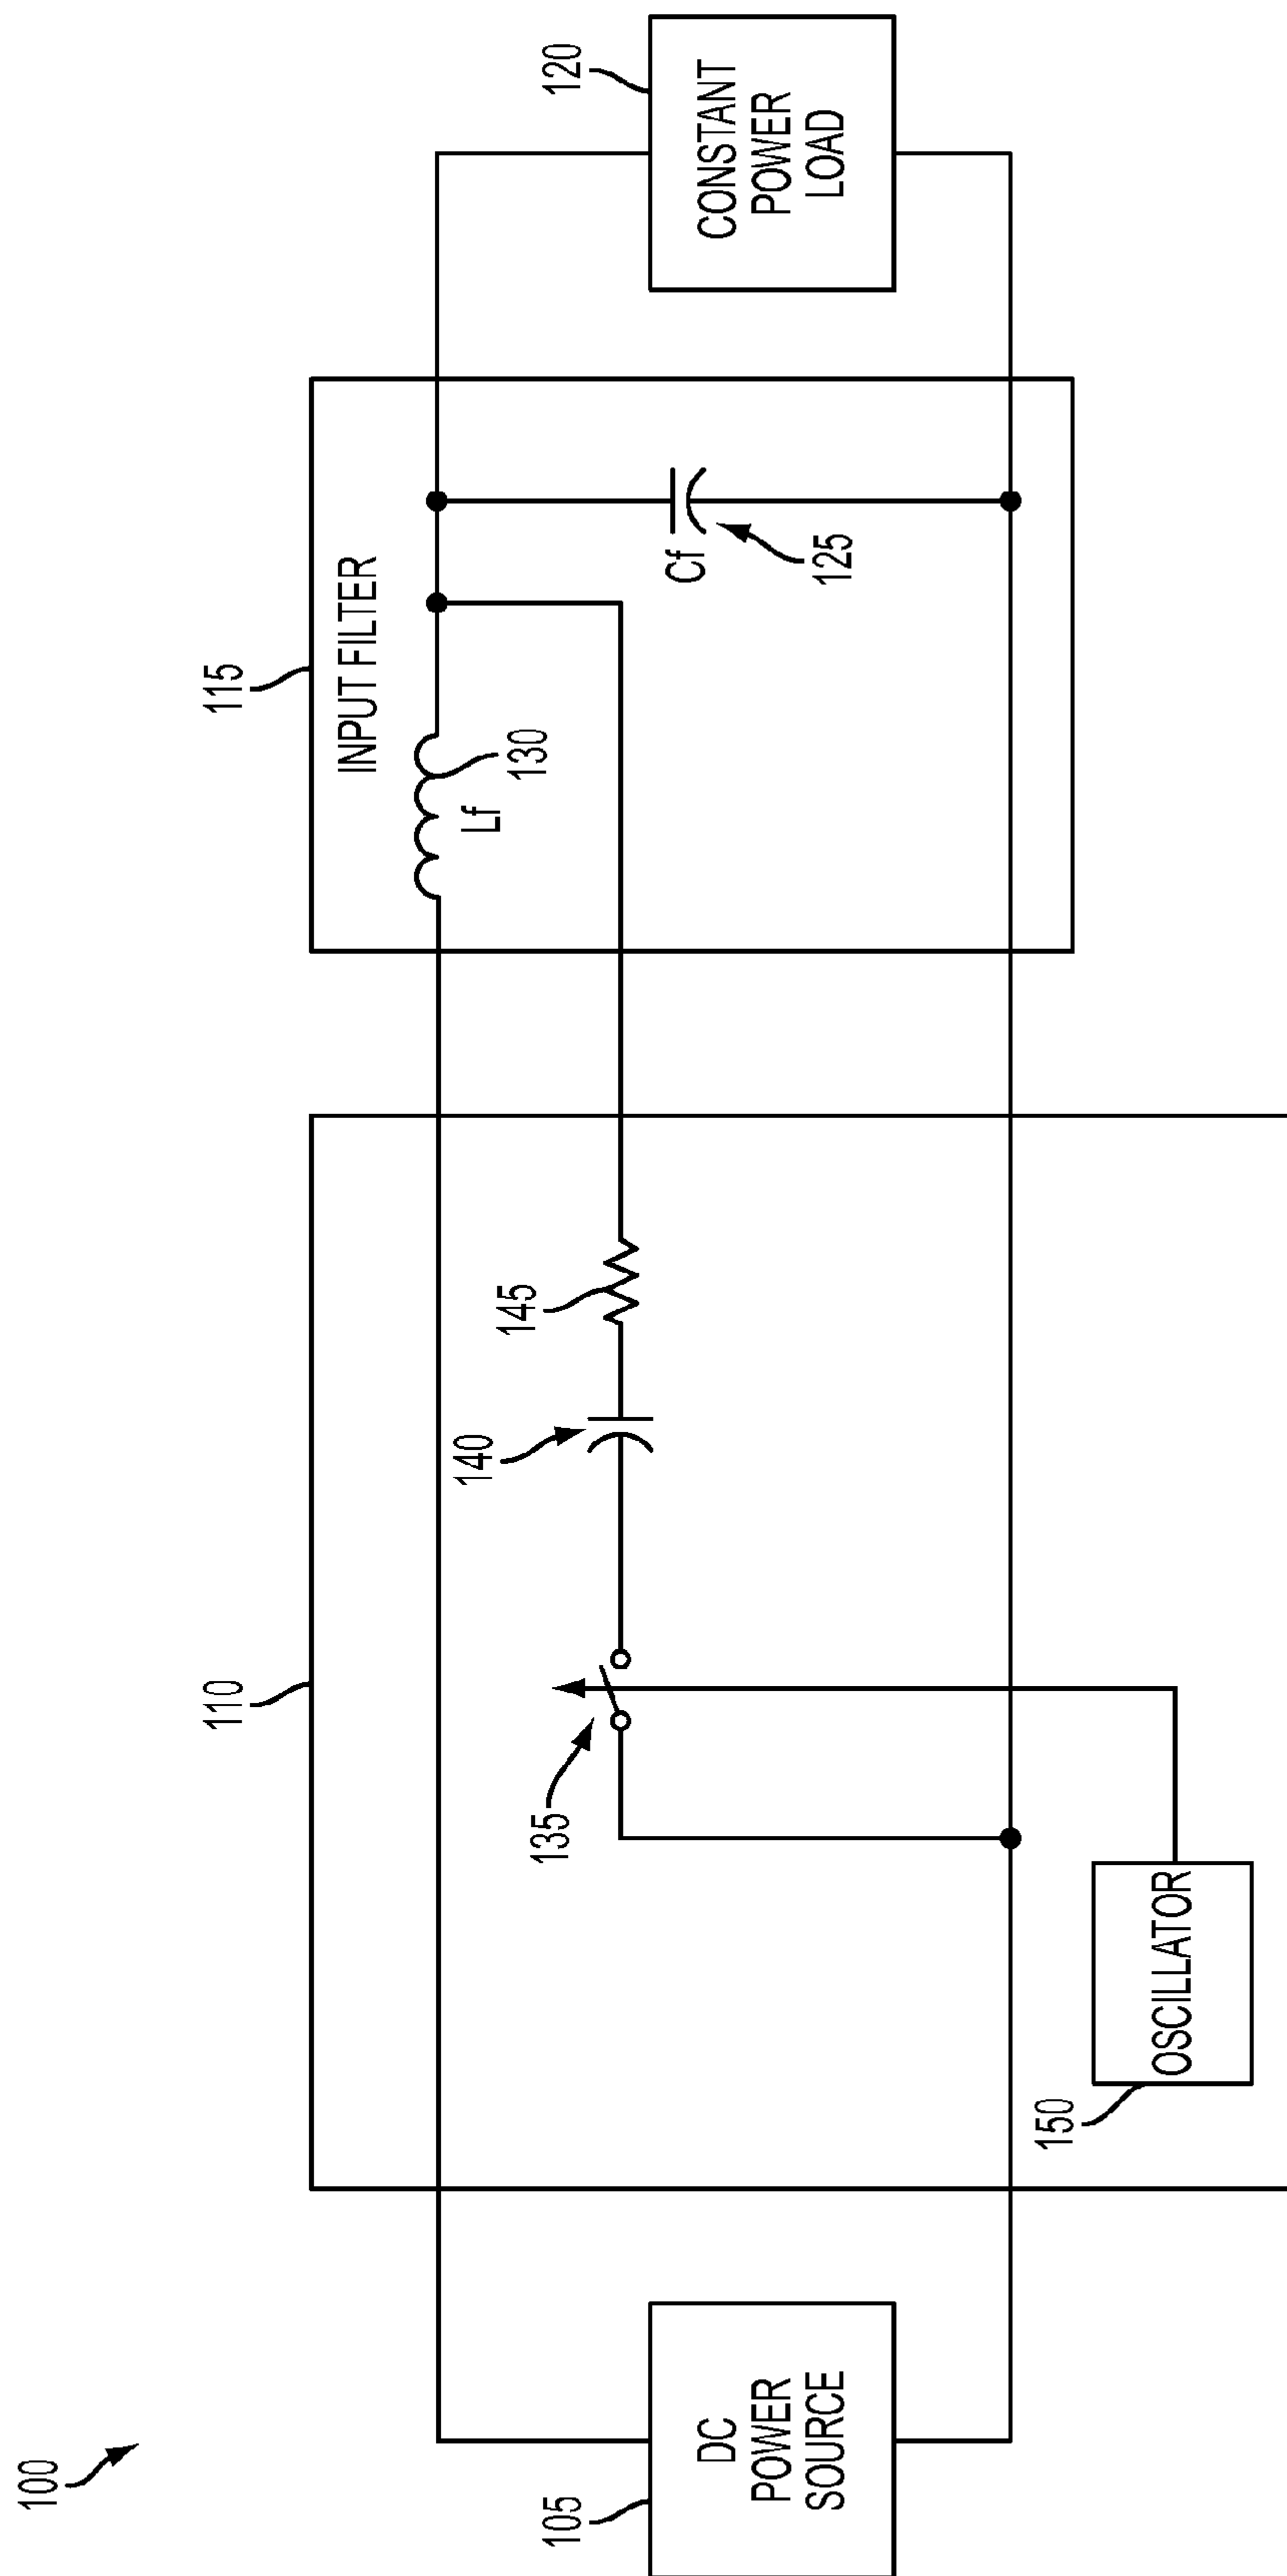 100
105
DC
POWER
SOURCE
110
135
140
145
150
OSCILLATOR
115
INPUT FILTER
Lf
130
Cf
125
120
CONSTANT
POWER
LOAD